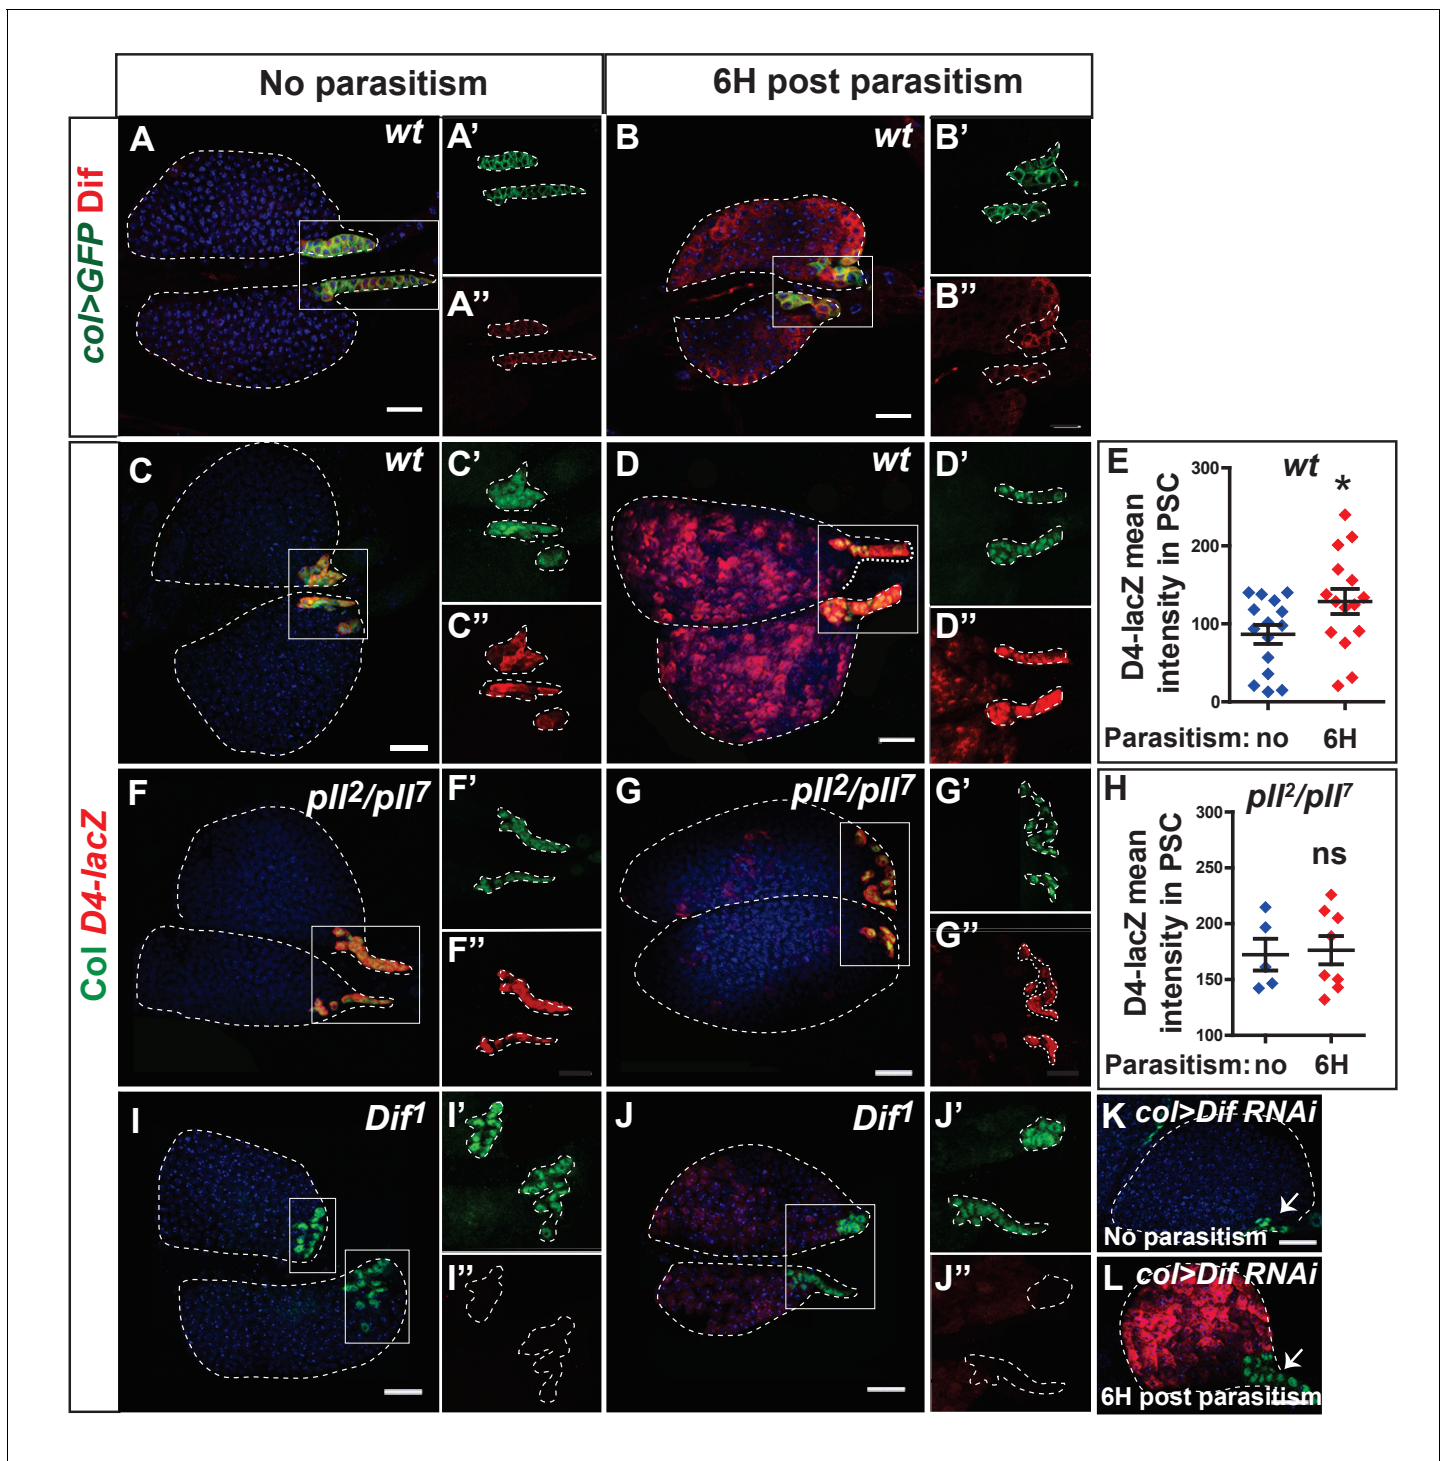 No parasitism
6H post parasitism
col>GFP Dif
A
wt
A'
A''
B
wt
B'
B''
Col D4-lacZ
C
wt
C'
C''
D
wt
D'
D''
E
wt
*
300
200
100
0
D4-lacZ mean
intensity in PSC
Parasitism: no 6H
F
pll²/pll⁷
F'
F''
G
pll²/pll⁷
G'
G''
H
pll²/pll⁷
ns
300
250
200
150
100
D4-lacZ mean
intensity in PSC
Parasitism: no 6H
I
Dif¹
I'
I''
J
Dif¹
J'
J''
K col>Dif RNAi
No parasitism
L col>Dif RNAi
6H post parasitism